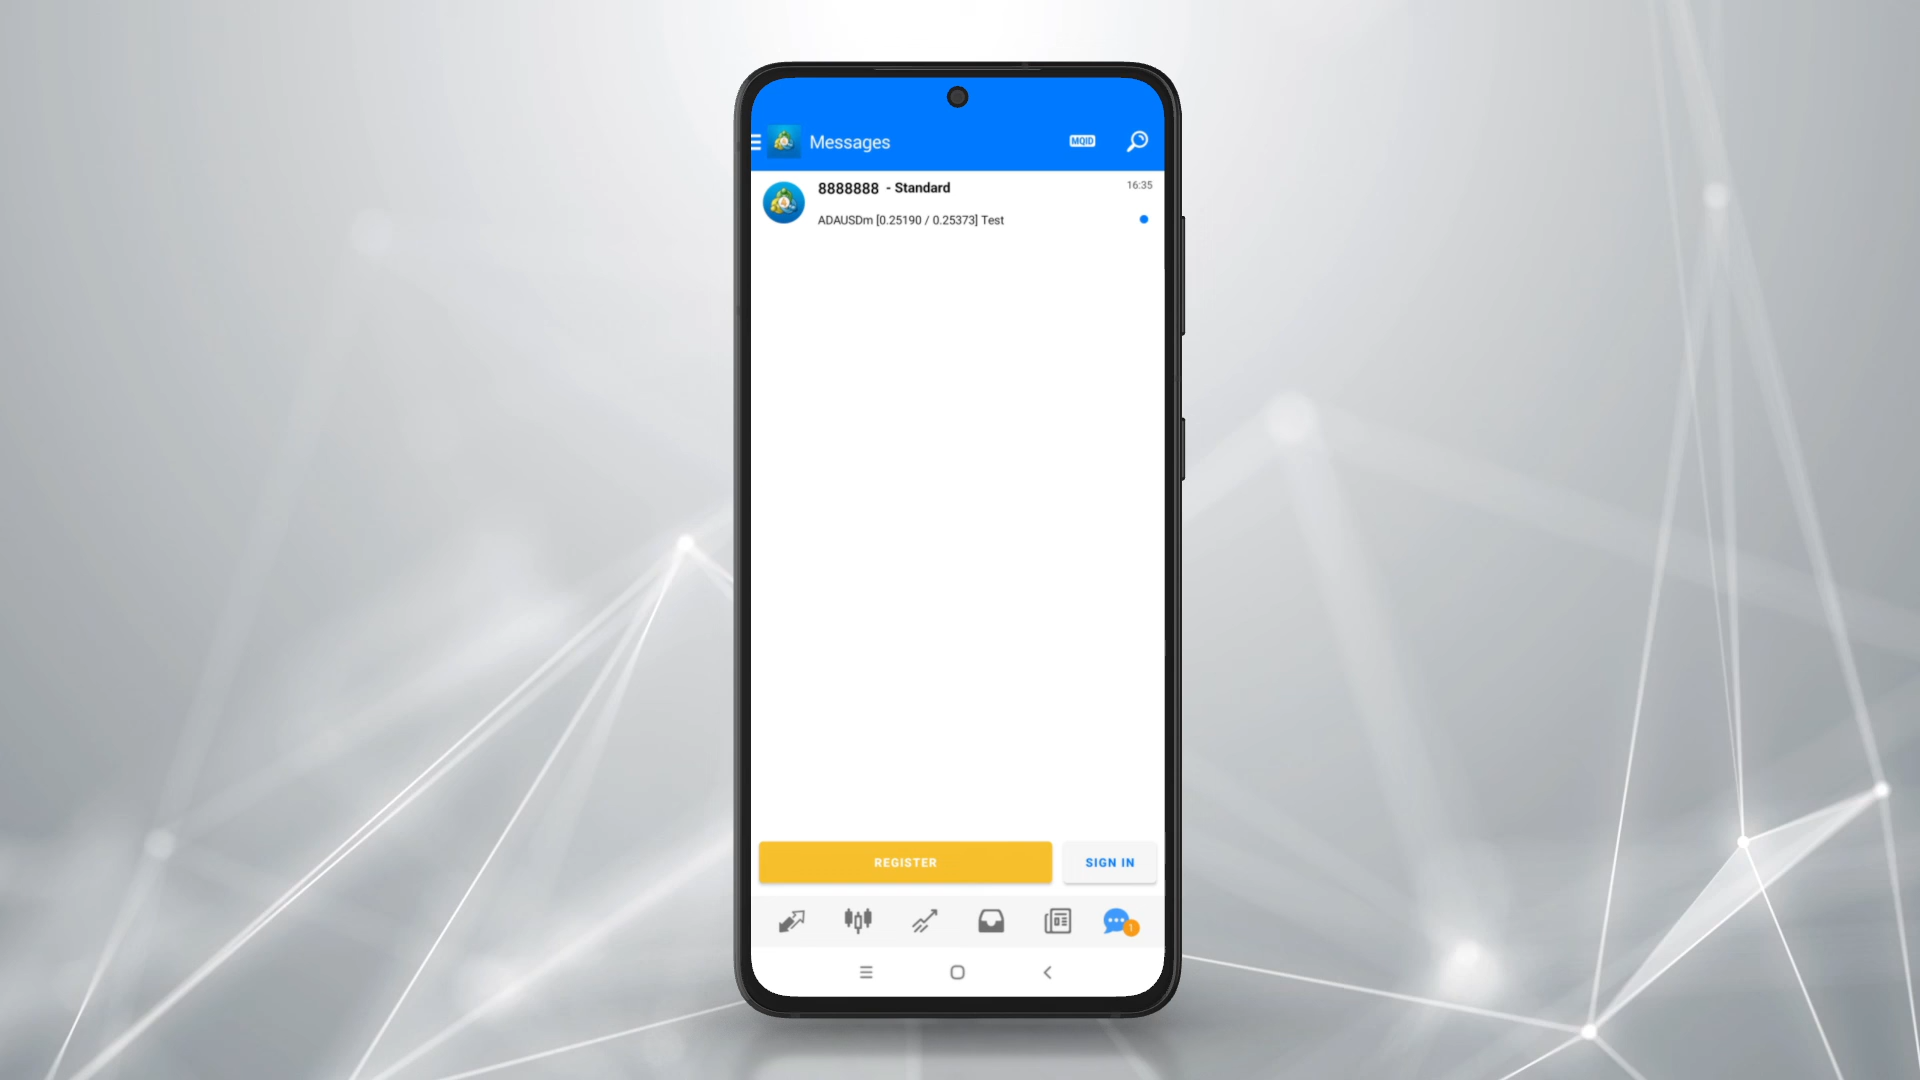 Messages
MQID
8888888 - Standard
16:35
ADAUSDm [0.25190 / 0.25373] Test
REGISTER
SIGN IN
1